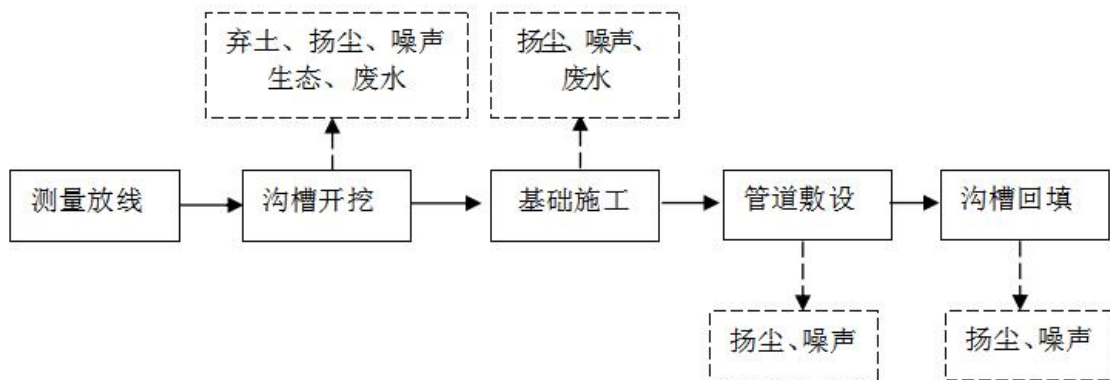 弃土、扬尘、噪声
生态、废水
扬尘、噪声、
废水
测量放线
沟槽开挖
基础施工
管道敷设
沟槽回填
扬尘、噪声
扬尘、噪声